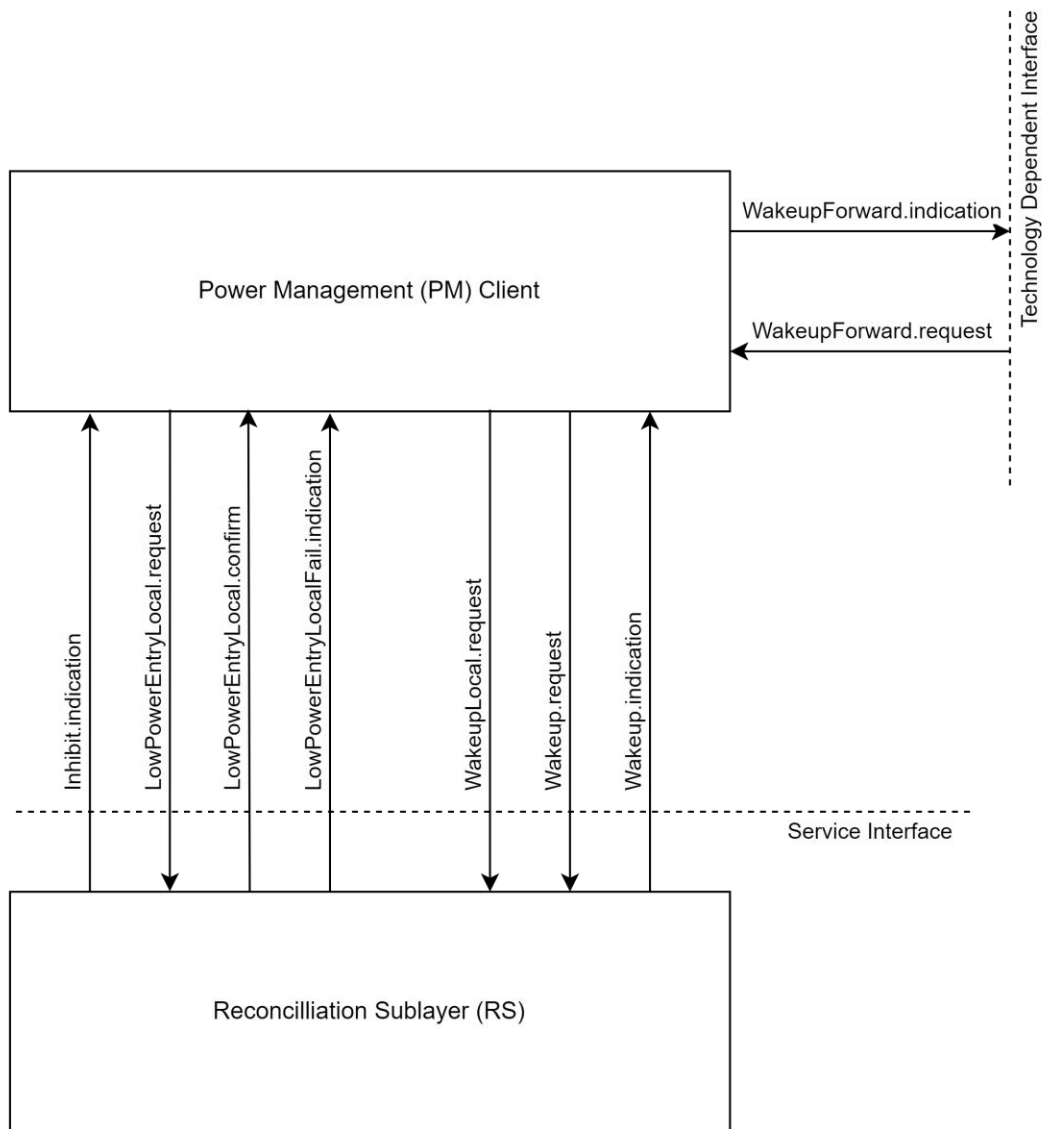 Technology Dependent Interface
WakeupForward.indication
Power Management (PM) Client
WakeupForward.request
Inhibit.indication
LowPowerEntryLocal.request
LowPowerEntryLocal.confirm
LowPowerEntryLocalFail.indication
WakeupLocal.request
Wakeup.request
Wakeup.indication
Service Interface
Reconcilliation Sublayer (RS)